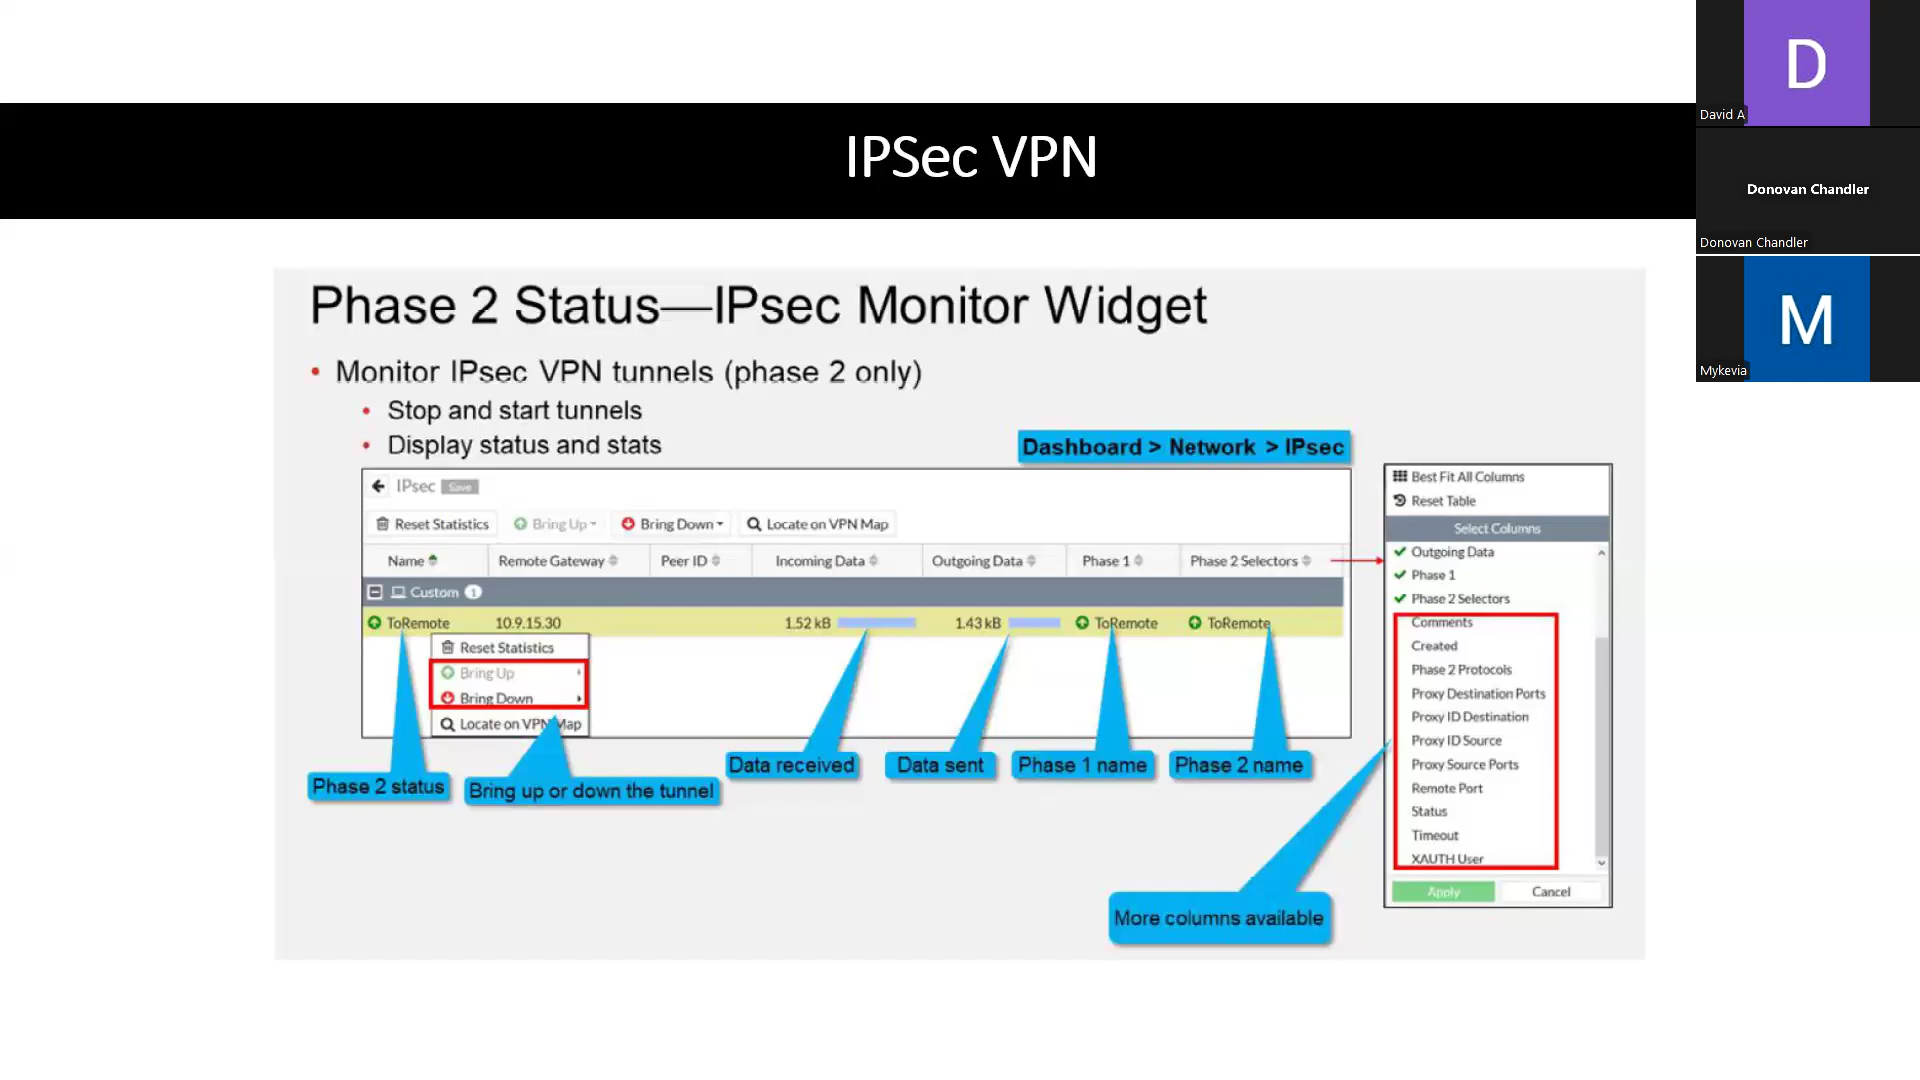 IPSec VPN
Phase 2 Status—IPsec Monitor Widget
• Monitor IPsec VPN tunnels (phase 2 only)
• Stop and start tunnels
• Display status and stats
Dashboard > Network > IPsec
IPsec Save
Reset Statistics Bring Up Bring Down Locate on VPN Map
Name Remote Gateway Peer ID Incoming Data Outgoing Data Phase 1 Phase 2 Selectors
Custom 1
ToRemote 10.9.15.30 1.52 kB 1.43 kB ToRemote ToRemote
Reset Statistics
Bring Up
Bring Down
Locate on VPN Map
Phase 2 status
Bring up or down the tunnel
Data received
Data sent
Phase 1 name
Phase 2 name
More columns available
Best Fit All Columns
Reset Table
Select Columns
Outgoing Data
Phase 1
Phase 2 Selectors
Comments
Created
Phase 2 Protocols
Proxy Destination Ports
Proxy ID Destination
Proxy ID Source
Proxy Source Ports
Remote Port
Status
Timeout
XAUTH User
Apply Cancel
D
David A
Donovan Chandler
Donovan Chandler
M
Mykevia